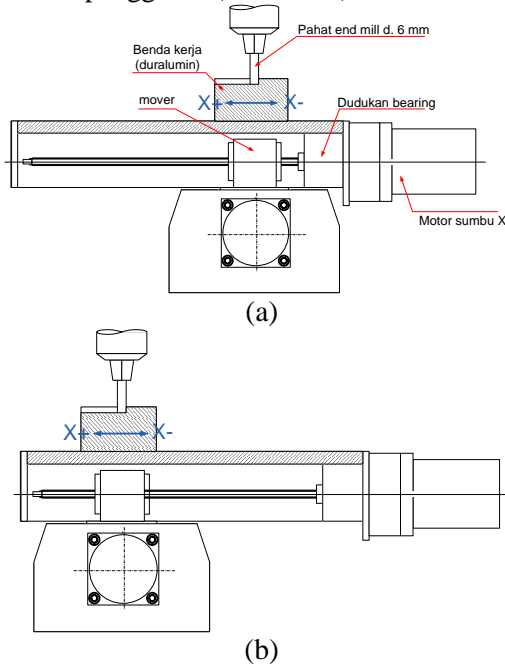 Pahat end mill d. 6 mm
Benda kerja
(duralumin)
X+
X-
mover
Dudukan bearing
Motor sumbu X
(a)
X+
X-
(b)